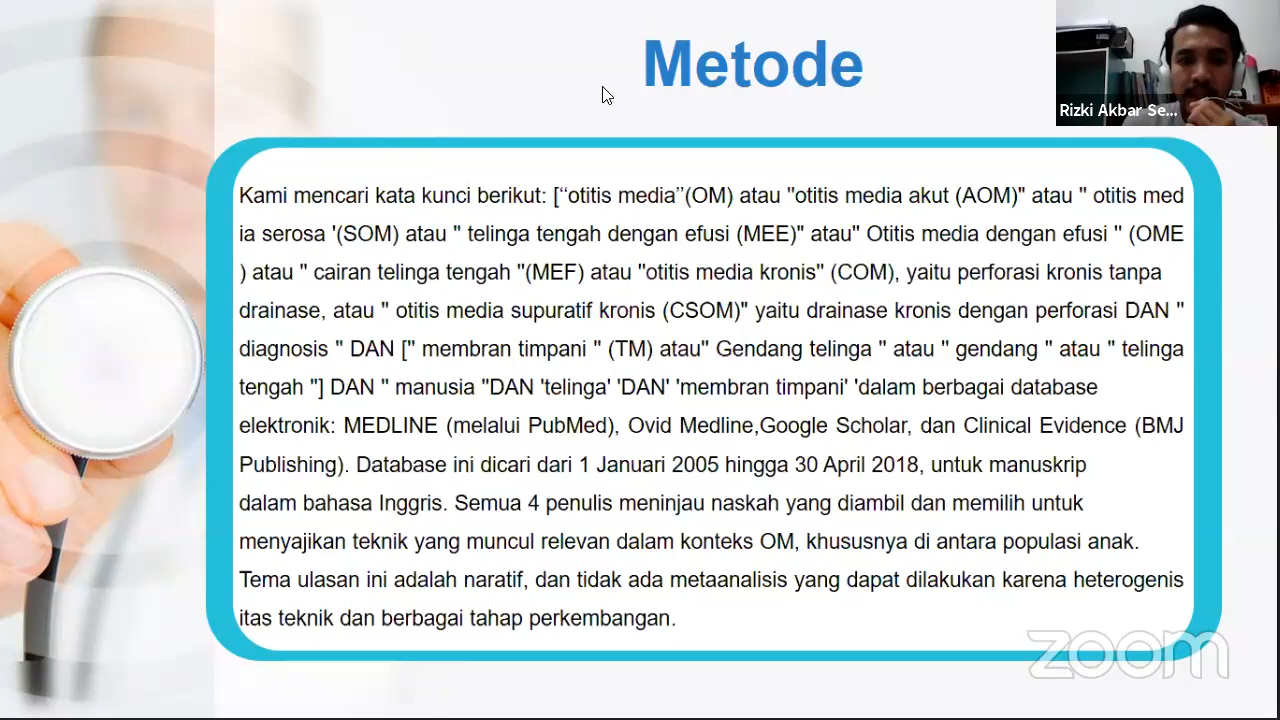 Metode
Rizki Akbar Se...
Kami mencari kata kunci berikut: [“otitis media”(OM) atau "otitis media akut (AOM)" atau " otitis med
ia serosa '(SOM) atau " telinga tengah dengan efusi (MEE)" atau" Otitis media dengan efusi " (OME
) atau " cairan telinga tengah "(MEF) atau "otitis media kronis" (COM), yaitu perforasi kronis tanpa
drainase, atau " otitis media supuratif kronis (CSOM)" yaitu drainase kronis dengan perforasi DAN "
diagnosis " DAN [" membran timpani " (TM) atau" Gendang telinga " atau " gendang " atau " telinga
tengah "] DAN " manusia "DAN 'telinga' 'DAN' 'membran timpani' 'dalam berbagai database
elektronik: MEDLINE (melalui PubMed), Ovid Medline,Google Scholar, dan Clinical Evidence (BMJ
Publishing). Database ini dicari dari 1 Januari 2005 hingga 30 April 2018, untuk manuskrip
dalam bahasa Inggris. Semua 4 penulis meninjau naskah yang diambil dan memilih untuk
menyajikan teknik yang muncul relevan dalam konteks OM, khususnya di antara populasi anak.
Tema ulasan ini adalah naratif, dan tidak ada metaanalisis yang dapat dilakukan karena heterogenis
itas teknik dan berbagai tahap perkembangan.
zoom